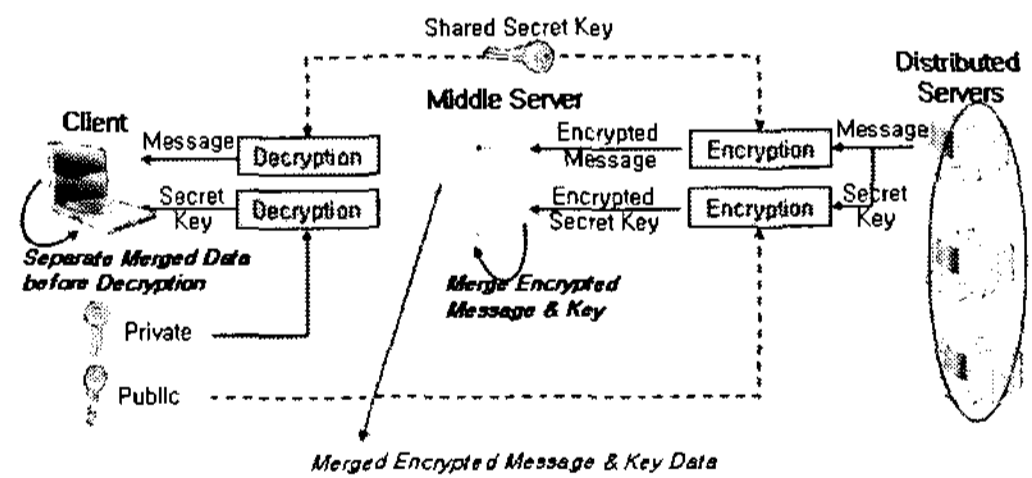 Shared Secret Key
Distributed
Servers
Middle Server
Client
Message
Decryption
Encrypted
Message
Encryption
Message
Secret
Key
Decryption
Encrypted
Secret Key
Encryption
Secret
Key
Separate Merged Data
before Decryption
Merge Encrypted
Message & Key
Private
Public
Merged Encrypted Message & Key Data